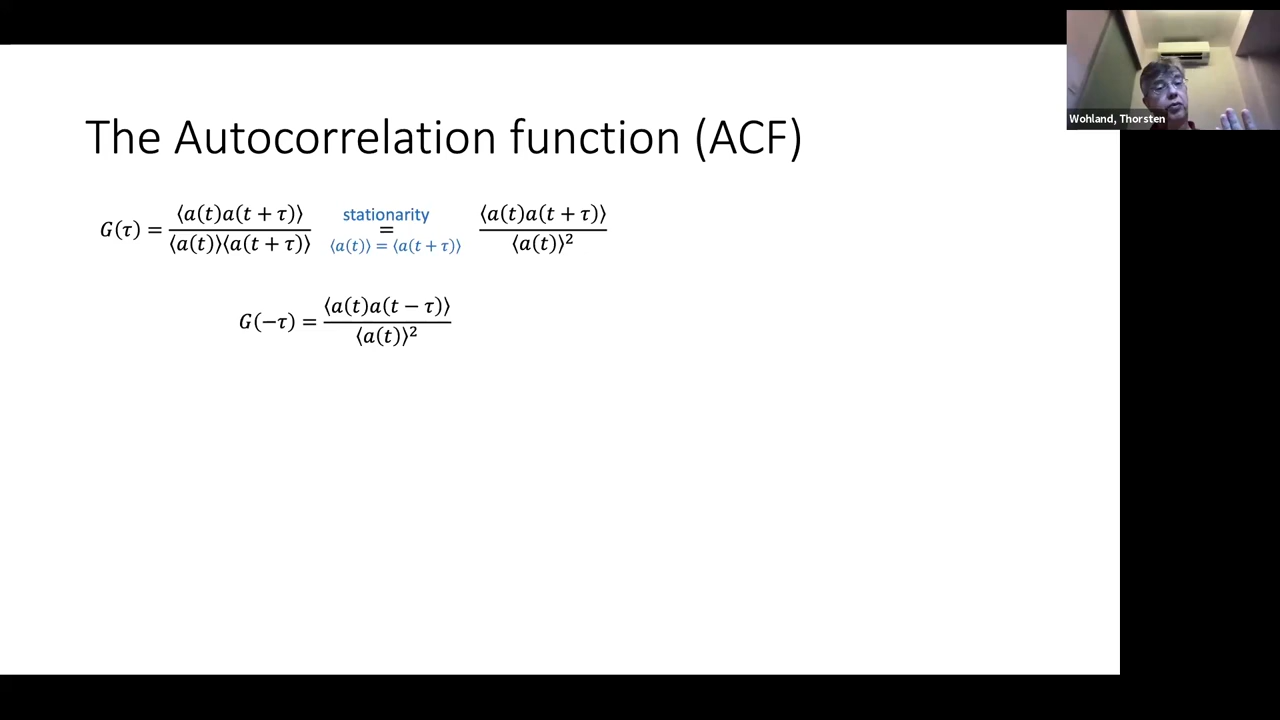 Wohland, Thorsten
The Autocorrelation function (ACF)
G(τ) = ⟨a(t)a(t + τ)⟩ / ⟨a(t)⟩⟨a(t + τ)⟩ stationarity = ⟨a(t)⟩ = ⟨a(t + τ)⟩ ⟨a(t)a(t + τ)⟩ / ⟨a(t)⟩²
G(−τ) = ⟨a(t)a(t − τ)⟩ / ⟨a(t)⟩²